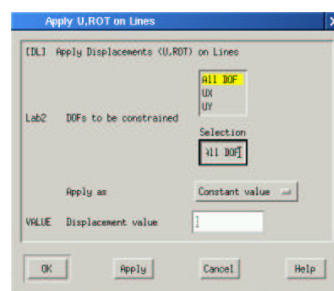 Apply U,ROT on Lines
[DL] Apply Displacements (U,ROT) on Lines
Lab2 DOFs to be constrained
All DOF
UX
UY
Selection
All DOF
Apply as Constant value
VALUE Displacement value
OK Apply Cancel Help